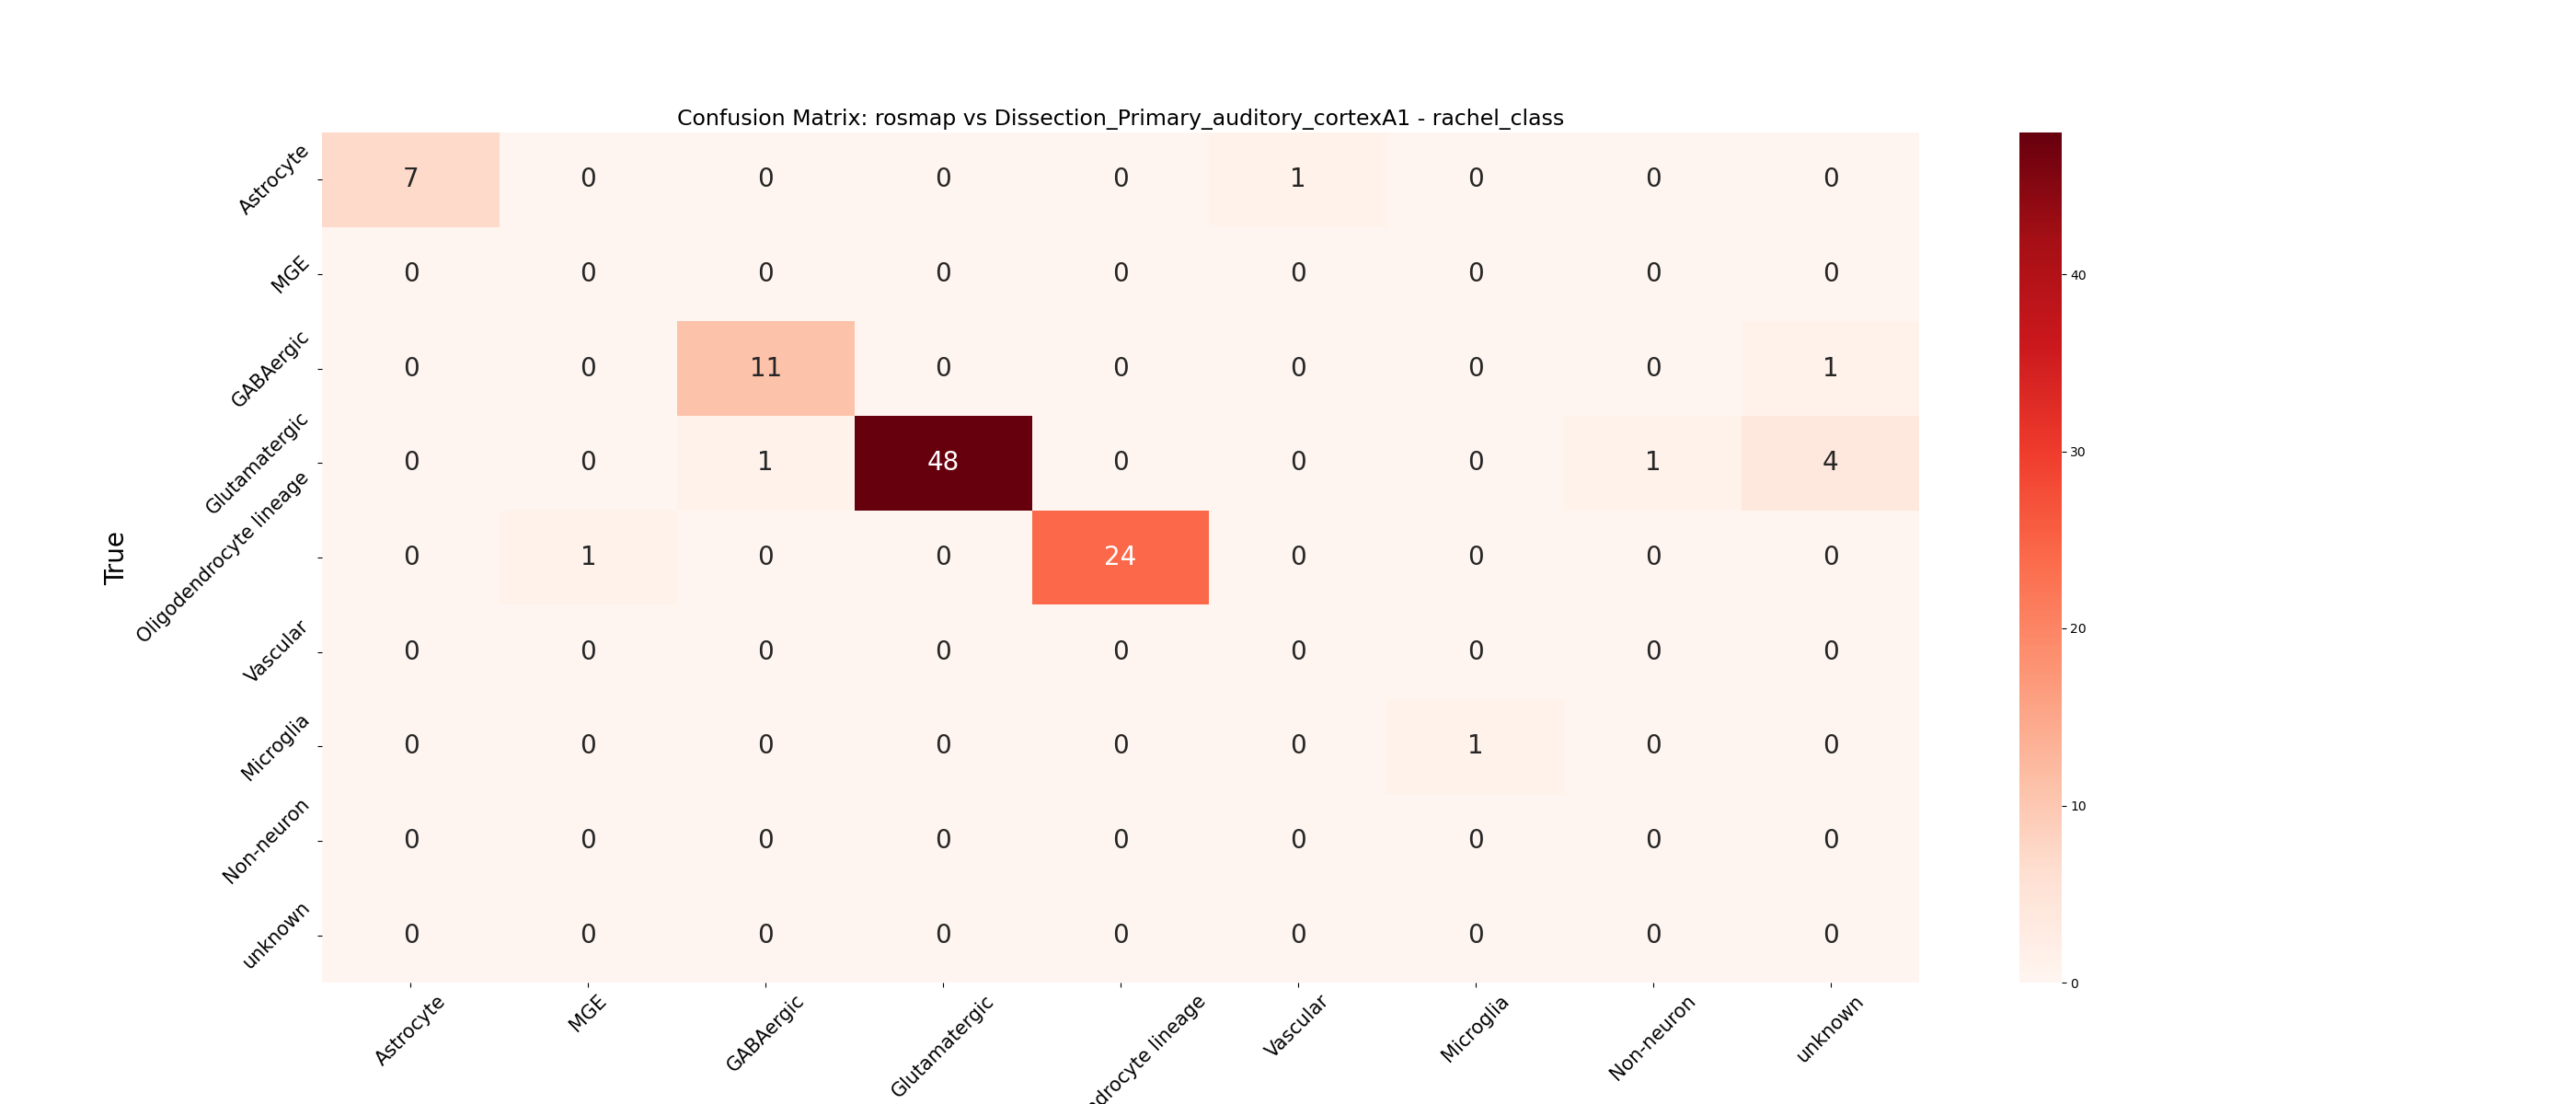 Confusion Matrix: rosmap vs Dissection_Primary_auditory_cortexA1 - rachel_class
Astrocyte 7 0 0 0 0 1 0 0 0
MGE 0 0 0 0 0 0 0 0 0
GABAergic 0 0 11 0 0 0 0 0 1
Glutamatergic 0 0 1 48 0 0 0 1 4
Oligodendrocyte lineage 0 1 0 0 24 0 0 0 0
Vascular 0 0 0 0 0 0 0 0 0
Microglia 0 0 0 0 0 0 1 0 0
Non-neuron 0 0 0 0 0 0 0 0 0
unknown 0 0 0 0 0 0 0 0 0
True
Astrocyte MGE GABAergic Glutamatergic ndrocyte lineage Vascular Microglia Non-neuron unknown
40
30
20
10
0